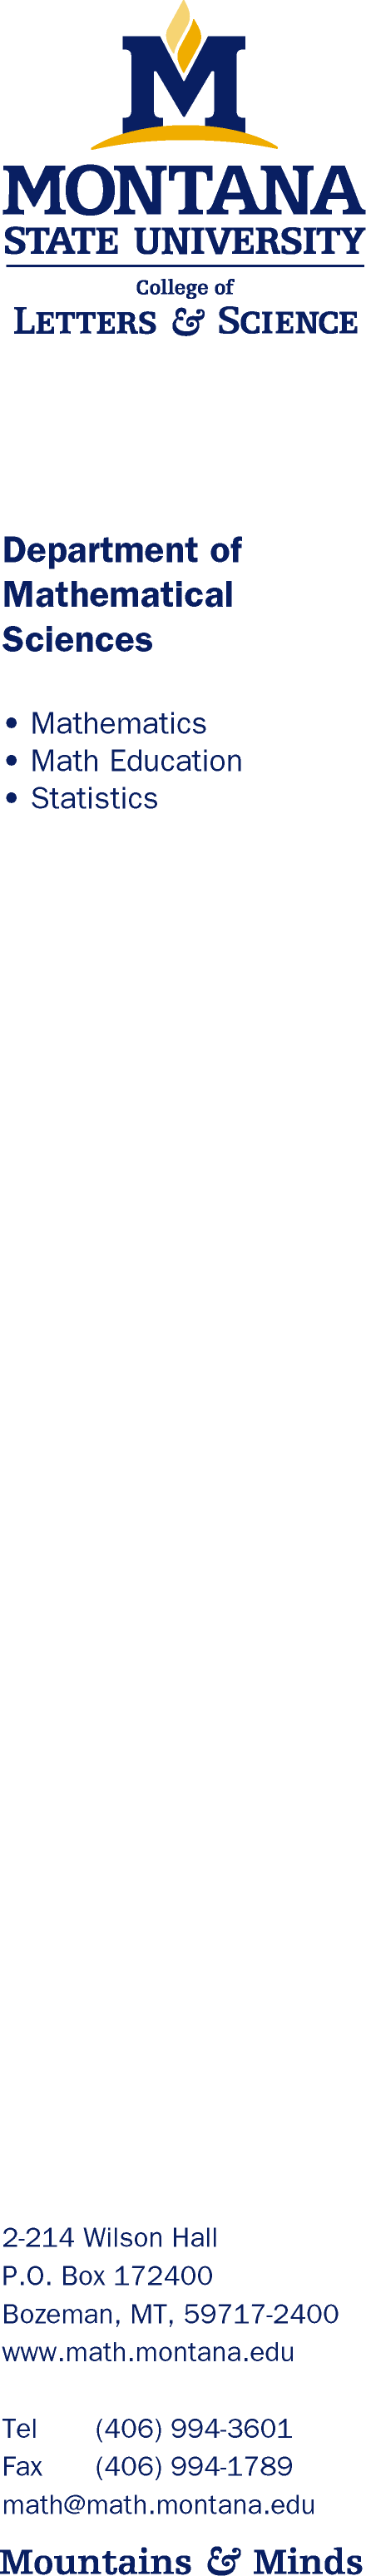 M
MONTANA
STATE UNIVERSITY
College of
LETTERS & SCIENCE
Department of
Mathematical
Sciences
• Mathematics
• Math Education
• Statistics
2-214 Wilson Hall
P.O. Box 172400
Bozeman, MT, 59717-2400
www.math.montana.edu
Tel (406) 994-3601
Fax (406) 994-1789
math@math.montana.edu
Mountains & Minds